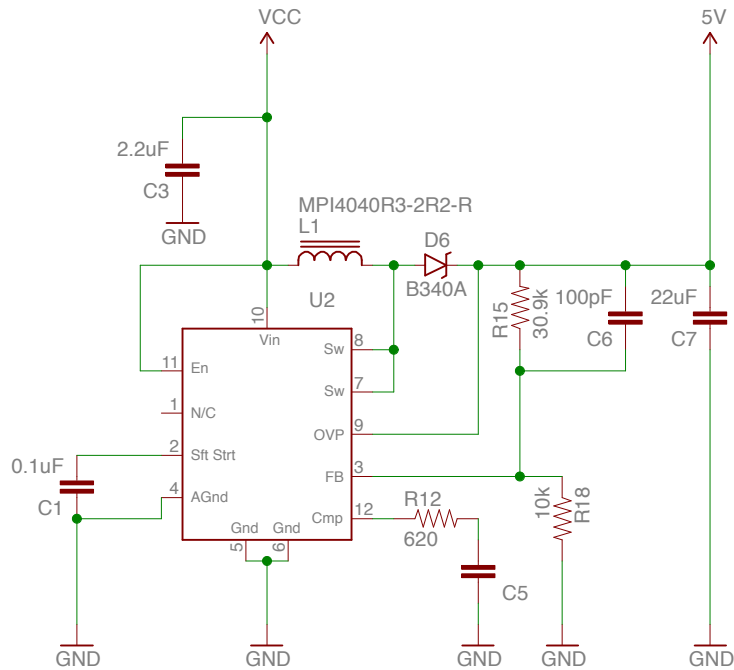 VCC
5V
2.2uF
C3
GND
MPI4040R3-2R2-R
L1
D6
B340A
U2
10
Vin
R15
30.9k
100pF
C6
22uF
C7
11
En
Sw
8
1
N/C
Sw
7
OVP
9
0.1uF
C1
2
Sft Strt
FB
3
4
AGnd
Cmp
12
R12
620
10k
R18
Gnd
Gnd
5
6
C5
GND
GND
GND
GND
GND